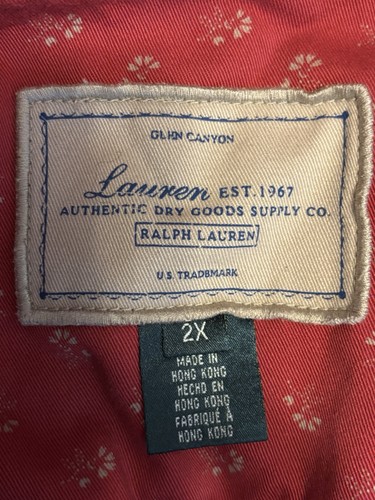 GLEN CANYON
Lauren EST. 1967
AUTHENTIC DRY GOODS SUPPLY CO.
RALPH LAUREN
U.S. TRADEMARK
2X
MADE IN
HONG KONG
HECHO EN
HONG KONG
FABRIQUÉ À
HONG KONG